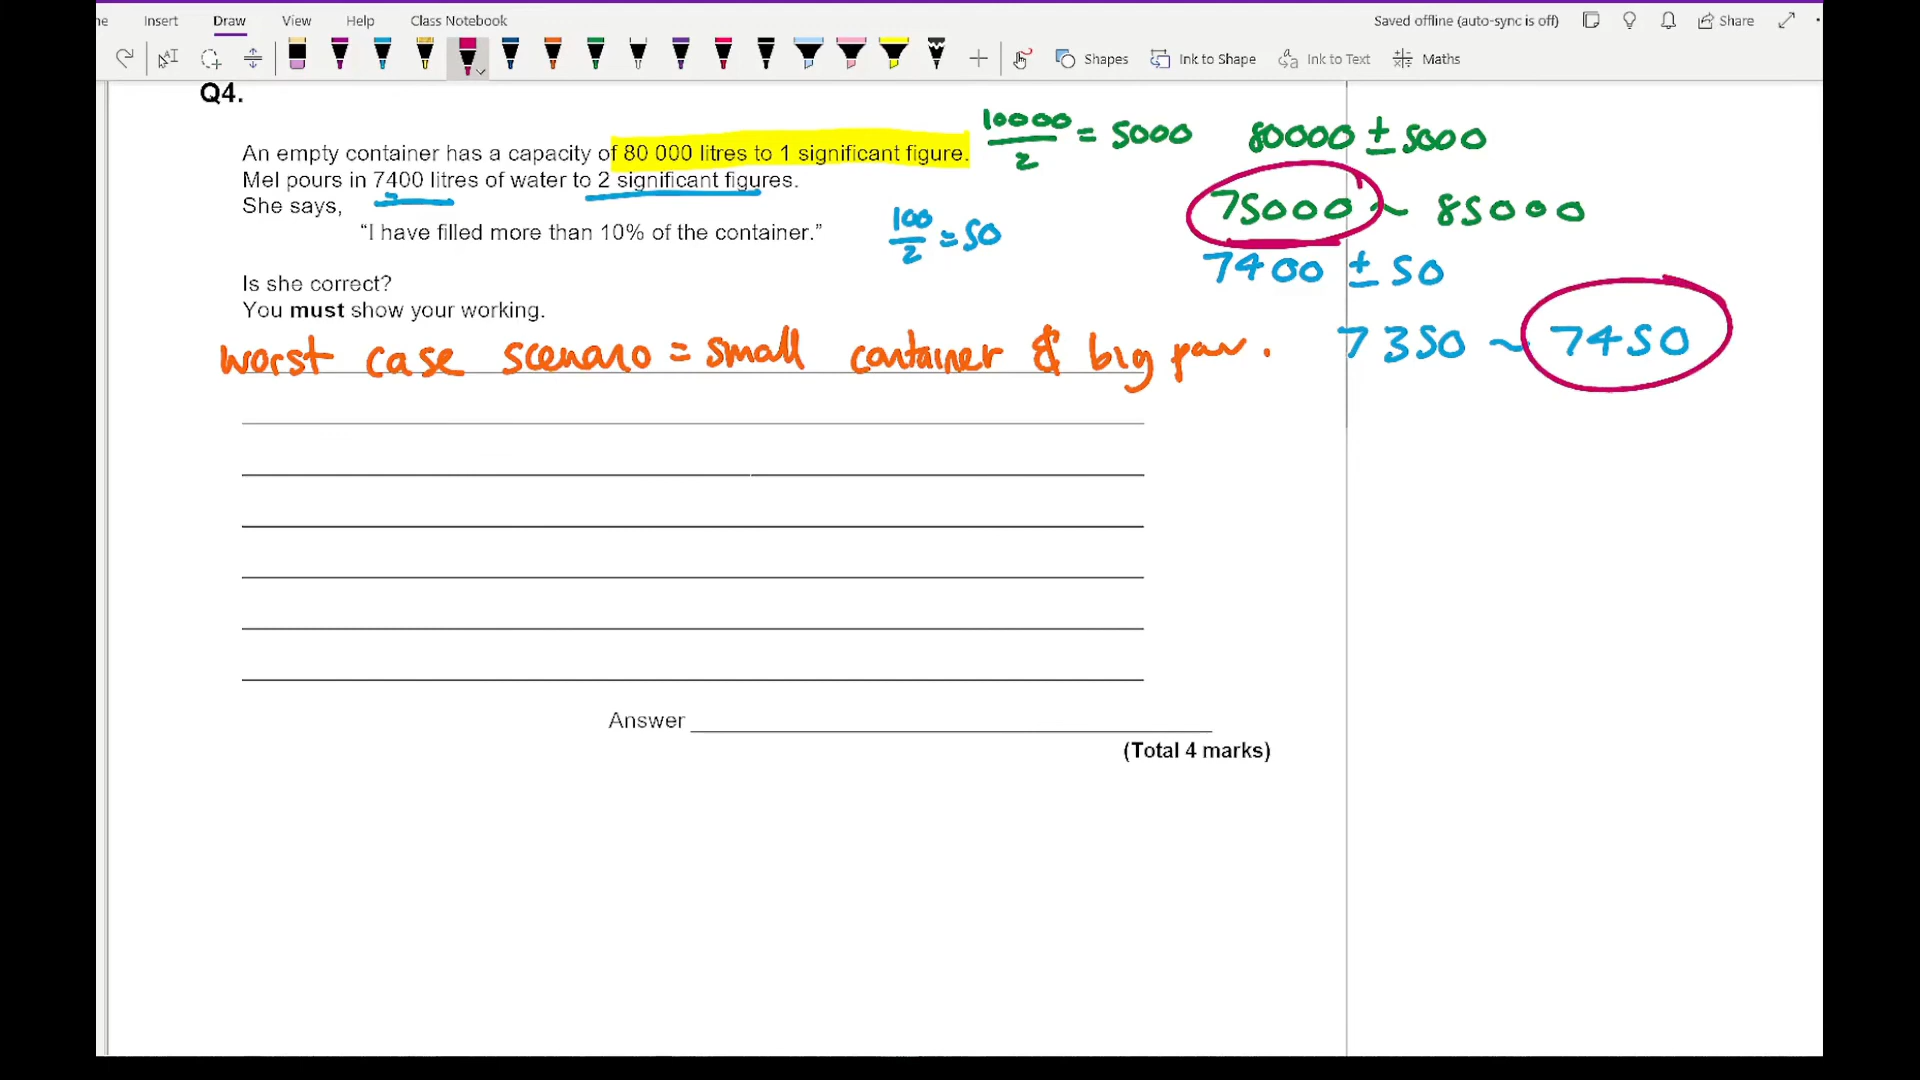 Insert Draw View Help Class Notebook Saved offline (auto-sync is off) Share
Shapes Ink to Shape Ink to Text Maths
Q4.
An empty container has a capacity of 80 000 litres to 1 significant figure.
Mel pours in 7400 litres of water to 2 significant figures.
She says,
“I have filled more than 10% of the container.”
Is she correct?
You must show your working.
10000/2 = 5000
80000 ± 5000
75000 ~ 85000
100/2 = 50
7400 ± 50
7350 ~ 7450
worst case scenario = small container & big
Answer
(Total 4 marks)